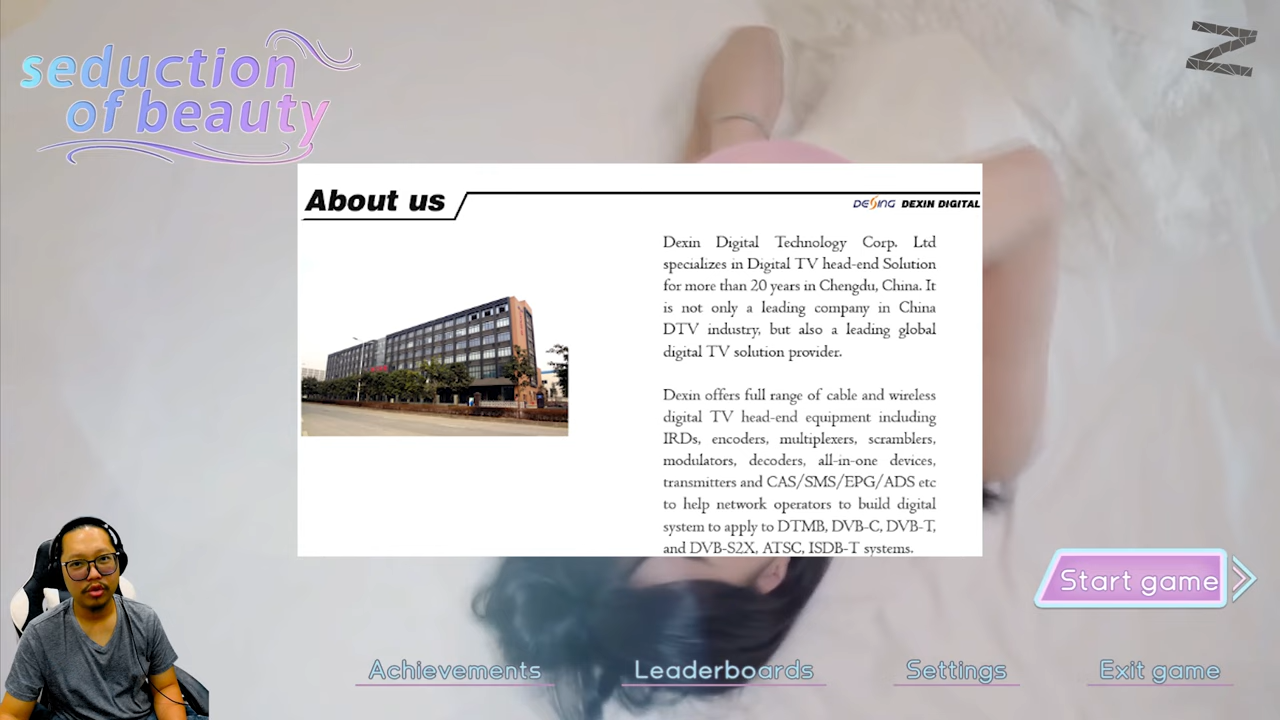 seduction
of beauty
Z
About us
DESING DEXIN DIGITAL
Dexin Digital Technology Corp. Ltd
specializes in Digital TV head-end Solution
for more than 20 years in Chengdu, China. It
is not only a leading company in China
DTV industry, but also a leading global
digital TV solution provider.
Dexin offers full range of cable and wireless
digital TV head-end equipment including
IRDs, encoders, multiplexers, scramblers,
modulators, decoders, all-in-one devices,
transmitters and CAS/SMS/EPG/ADS etc
to help network operators to build digital
system to apply to DTMB, DVB-C, DVB-T,
and DVB-S2X, ATSC, ISDB-T systems.
Start game
Achievements
Leaderboards
Settings
Exit game